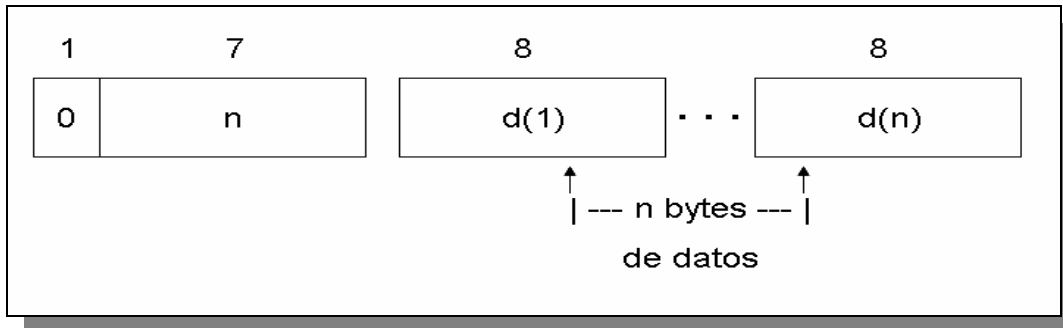 1 7 8 8
0 n d(1) . . . d(n)
| --- n bytes --- |
de datos